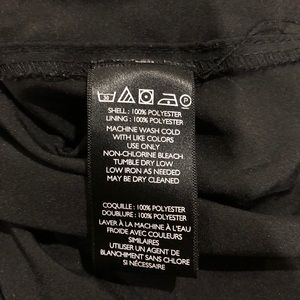 30 P
SHELL : 100% POLYESTER
LINING : 100% POLYESTER
MACHINE WASH COLD
WITH LIKE COLORS
USE ONLY
NON-CHLORINE BLEACH
TUMBLE DRY LOW
LOW IRON AS NEEDED
MAY BE DRY CLEANED
COQUILLE : 100% POLYESTER
DOUBLURE : 100% POLYESTER
LAVER À LA MACHINE À L'EAU
FROIDE AVEC COULEURS
SIMILAIRES
UTILISER UN AGENT DE
BLANCHIMENT SANS CHLORE
SI NÉCESSAIRE